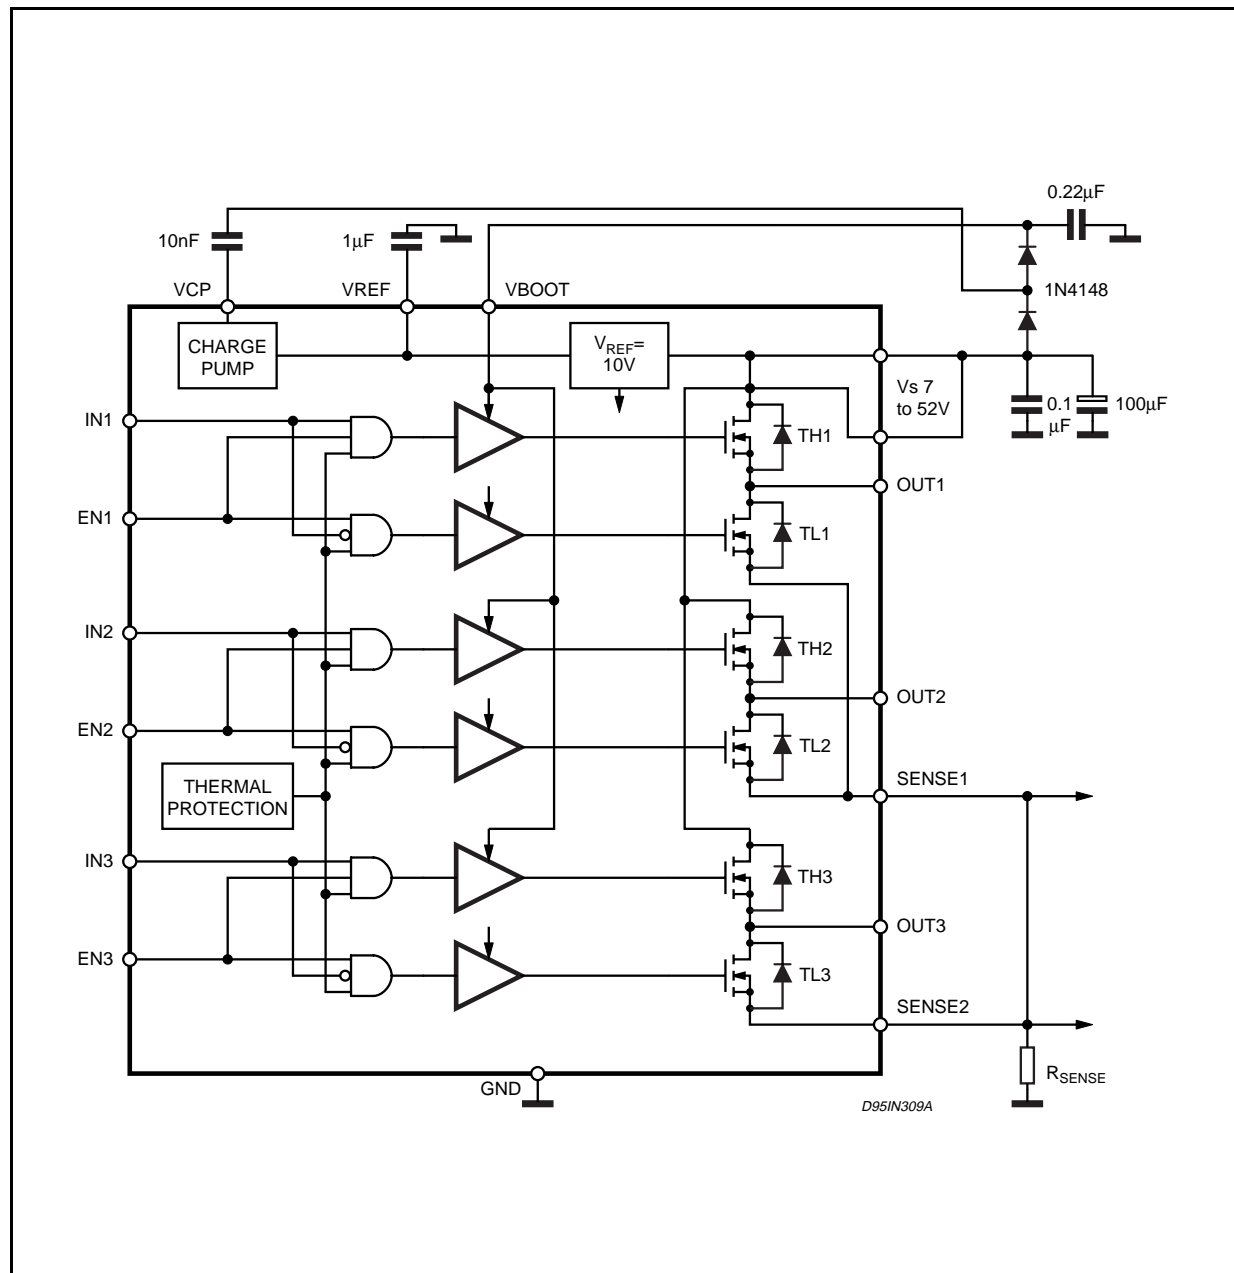 0.22µF
10nF
1µF
VCP
VREF
VBOOT
1N4148
CHARGE
PUMP
VREF=
10V
Vs 7
to 52V
0.1
µF
100µF
IN1
TH1
OUT1
EN1
TL1
IN2
TH2
OUT2
EN2
TL2
THERMAL
PROTECTION
SENSE1
IN3
TH3
OUT3
EN3
TL3
SENSE2
GND
RSENSE
D95IN309A